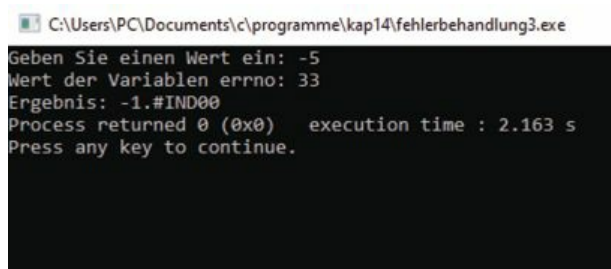 C:\Users\PC\Documents\c\programme\kap14\fehlerbehandlung3.exe
Geben Sie einen Wert ein: -5
Wert der Variablen errno: 33
Ergebnis: -1.#IND00
Process returned 0 (0x0)   execution time : 2.163 s
Press any key to continue.